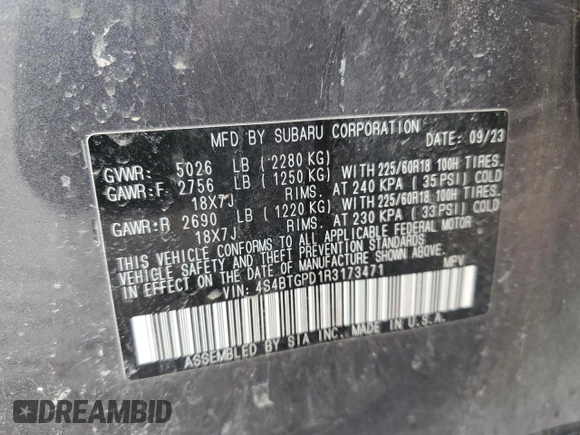 MFD BY SUBARU CORPORATION DATE: 09/23
GVWR: 5026 LB (2280 KG)
GAWR:F 2756 LB (1250 KG) WITH 225/60R18 100H TIRES.
18X7J RIMS. AT 240 KPA (35 PSI) COLD
GAWR:R 2690 LB (1220 KG) WITH 225/60R18 100H TIRES.
18X7J RIMS. AT 230 KPA (33 PSI) COLD
THIS VEHICLE CONFORMS TO ALL APPLICABLE FEDERAL MOTOR
VEHICLE SAFETY AND THEFT PREVENTION STANDARDS
IN EFFECT ON THE DATE OF MANUFACTURE SHOWN ABOVE.
VIN: 4S4BTGPD1R3173471 MPV
ASSEMBLED BY SIA INC. MADE IN U.S.A.
DREAMBID